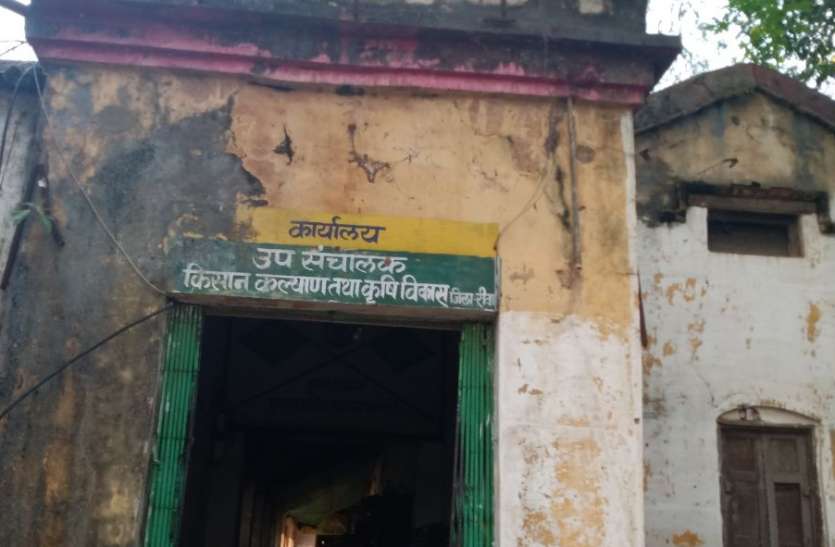 कार्यालय
उप संचालक
किसान कल्याण तथा कृषि विकास जिला रीवा